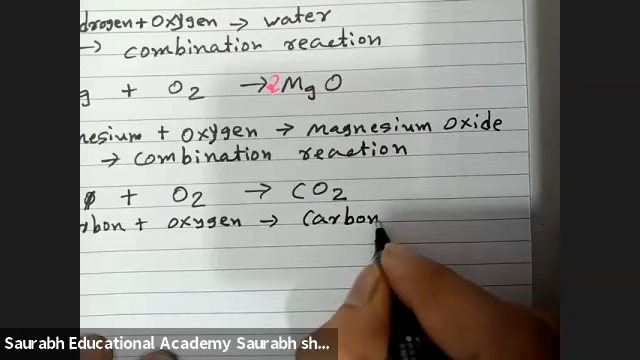 drogen + oxygen → water
→ combination reaction
g + O2 → 2MgO
nesium + oxygen → magnesium oxide
→ combination reaction
+ O2 → CO2
rbon + oxygen → carbon
Saurabh Educational Academy Saurabh sh...